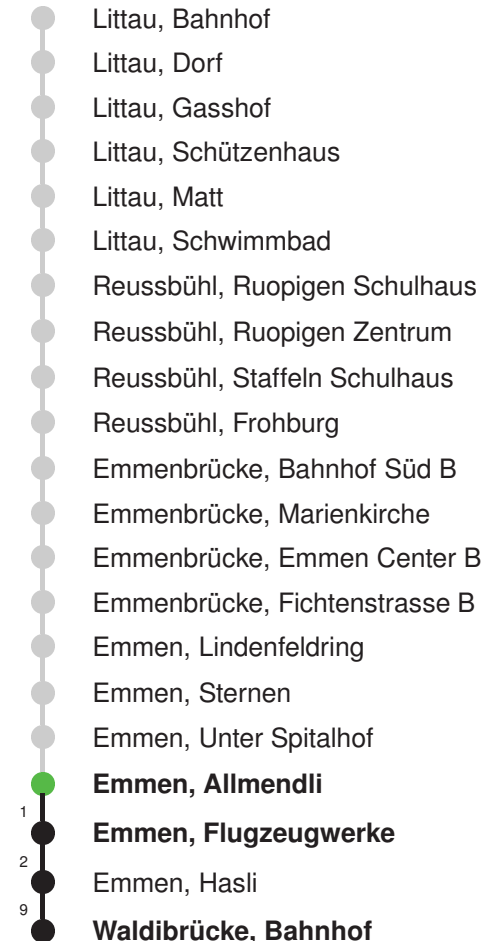 Littau, Bahnhof
Littau, Dorf
Littau, Gasshof
Littau, Schützenhaus
Littau, Matt
Littau, Schwimmbad
Reussbühl, Ruopigen Schulhaus
Reussbühl, Ruopigen Zentrum
Reussbühl, Staffeln Schulhaus
Reussbühl, Frohburg
Emmenbrücke, Bahnhof Süd B
Emmenbrücke, Marienkirche
Emmenbrücke, Emmen Center B
Emmenbrücke, Fichtenstrasse B
Emmen, Lindenfeldring
Emmen, Sternen
Emmen, Unter Spitalhof
Emmen, Allmendli
1 Emmen, Flugzeugwerke
2 Emmen, Hasli
9 Waldibrücke, Bahnhof